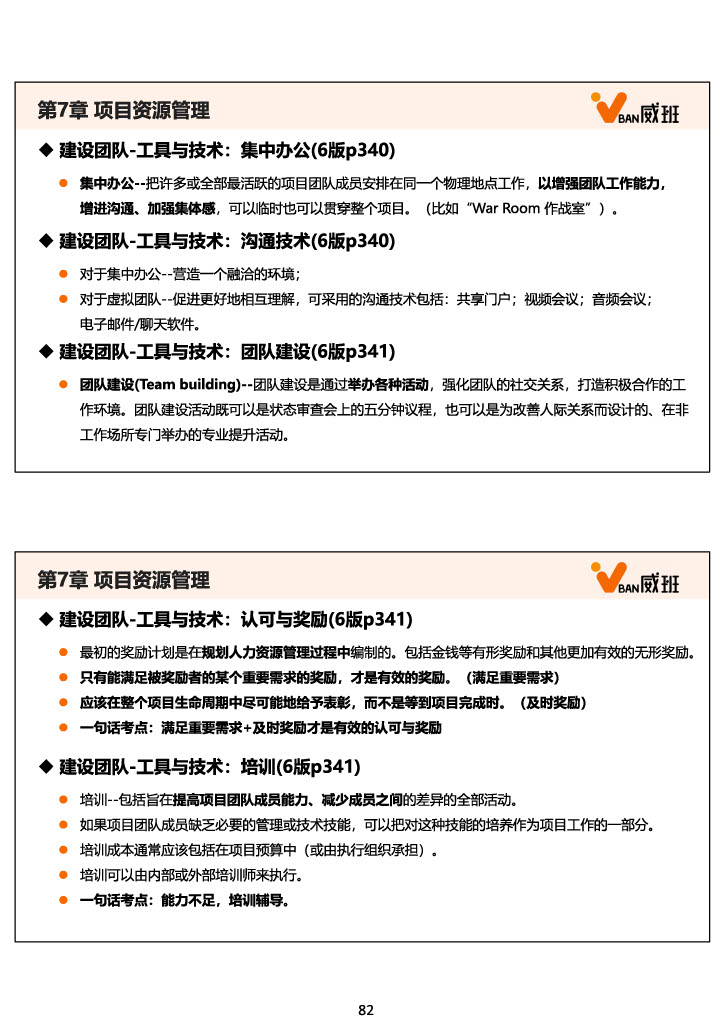 第7章 项目资源管理
VBAN威班
◆ 建设团队-工具与技术：集中办公(6版p340)
● 集中办公--把许多或全部最活跃的项目团队成员安排在同一个物理地点工作，以增强团队工作能力，
增进沟通、加强集体感，可以临时也可以贯穿整个项目。（比如“War Room 作战室”）。
◆ 建设团队-工具与技术：沟通技术(6版p340)
● 对于集中办公--营造一个融洽的环境；
● 对于虚拟团队--促进更好地相互理解，可采用的沟通技术包括：共享门户；视频会议；音频会议；
电子邮件/聊天软件。
◆ 建设团队-工具与技术：团队建设(6版p341)
● 团队建设(Team building)--团队建设是通过举办各种活动，强化团队的社交关系，打造积极合作的工
作环境。团队建设活动既可以是状态审查会上的五分钟议程，也可以是为改善人际关系而设计的、在非
工作场所专门举办的专业提升活动。
第7章 项目资源管理
VBAN威班
◆ 建设团队-工具与技术：认可与奖励(6版p341)
● 最初的奖励计划是在规划人力资源管理过程中编制的。包括金钱等有形奖励和其他更加有效的无形奖励。
● 只有能满足被奖励者的某个重要需求的奖励，才是有效的奖励。（满足重要需求）
● 应该在整个项目生命周期中尽可能地给予表彰，而不是等到项目完成时。（及时奖励）
● 一句话考点：满足重要需求+及时奖励才是有效的认可与奖励
◆ 建设团队-工具与技术：培训(6版p341)
● 培训--包括旨在提高项目团队成员能力、减少成员之间的差异的全部活动。
● 如果项目团队成员缺乏必要的管理或技术技能，可以把对这种技能的培养作为项目工作的一部分。
● 培训成本通常应该包括在项目预算中（或由执行组织承担）。
● 培训可以由内部或外部培训师来执行。
● 一句话考点：能力不足，培训辅导。
82